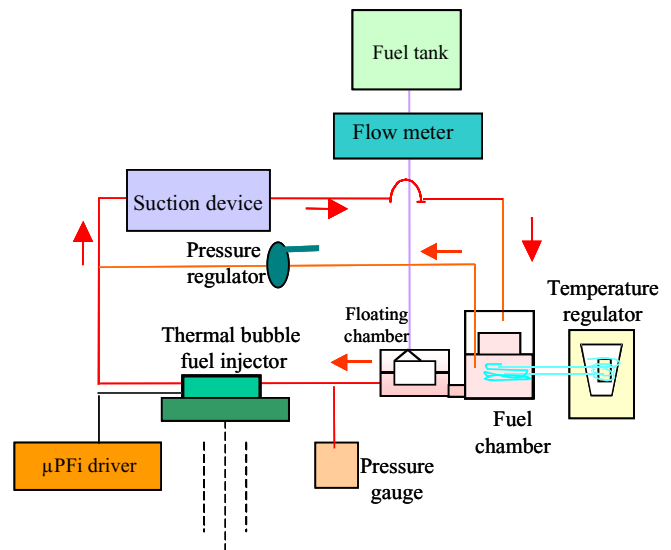 Fuel tank
Flow meter
Suction device
Pressure
regulator
Temperature
regulator
Floating
chamber
Thermal bubble
fuel injector
Fuel
chamber
µPFi driver
Pressure
gauge